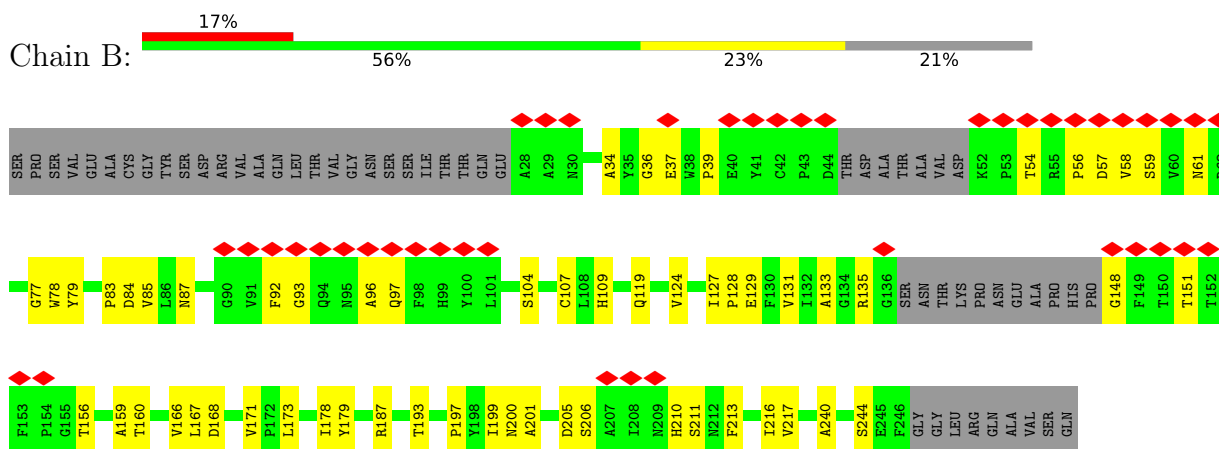 17%
Chain B:
56% 23% 21%
SER PRO SER VAL GLU ALA CYS GLY TYR SER ASP ARG VAL ALA GLN LEU THR VAL GLY ASN SER SER ILE THR THR GLN GLU A28 A29 N30 A34 Y35 G36 E37 W38 P39 E40 Y41 C42 P43 D44 THR ASP ALA THR ALA VAL ASP K52 P53 T54 R55 P56 D57 V58 S59 V60 N61
G77 W78 Y79 P83 D84 V85 L86 N87 G90 V91 F92 G93 Q94 N95 A96 Q97 F98 H99 Y100 L101 S104 C107 L108 H109 Q119 V124 I127 P128 E129 F130 V131 I132 A133 G134 R135 G136 SER ASN THR LYS PRO ASN GLU ALA PRO HIS PRO G148 F149 T150 T151 T152
F153 P154 G155 T156 A159 T160 V166 L167 D168 V171 P172 L173 I178 Y179 R187 T193 P197 Y198 I199 N200 A201 D205 S206 A207 I208 N209 H210 S211 N212 F213 I216 V217 A240 S244 E245 F246 GLY GLY LEU ARG GLN ALA VAL SER GLN